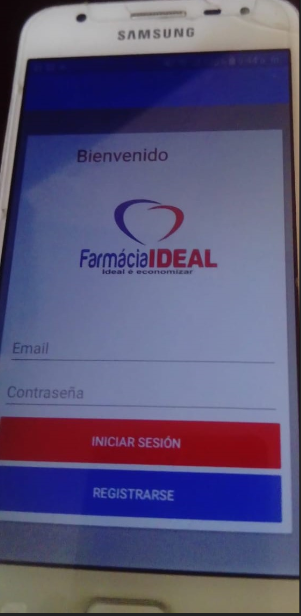 SAMSUNG
Bienvenido
FarmáciaIDEAL
Ideal é economizar
Email
Contraseña
INICIAR SESIÓN
REGISTRARSE